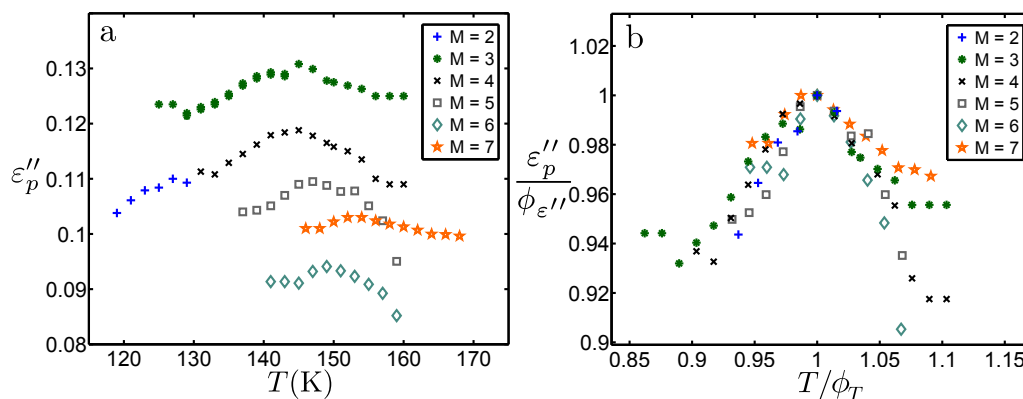 a
0.13
0.12
0.11
0.1
0.09
0.08
ε''ₚ
120 130 140 150 160 170
T(K)
M = 2
M = 3
M = 4
M = 5
M = 6
M = 7
b
1.02
1
0.98
0.96
0.94
0.92
0.9
ε''ₚ
ϕε''
0.85 0.9 0.95 1 1.05 1.1 1.15
T/ϕT
M = 2
M = 3
M = 4
M = 5
M = 6
M = 7